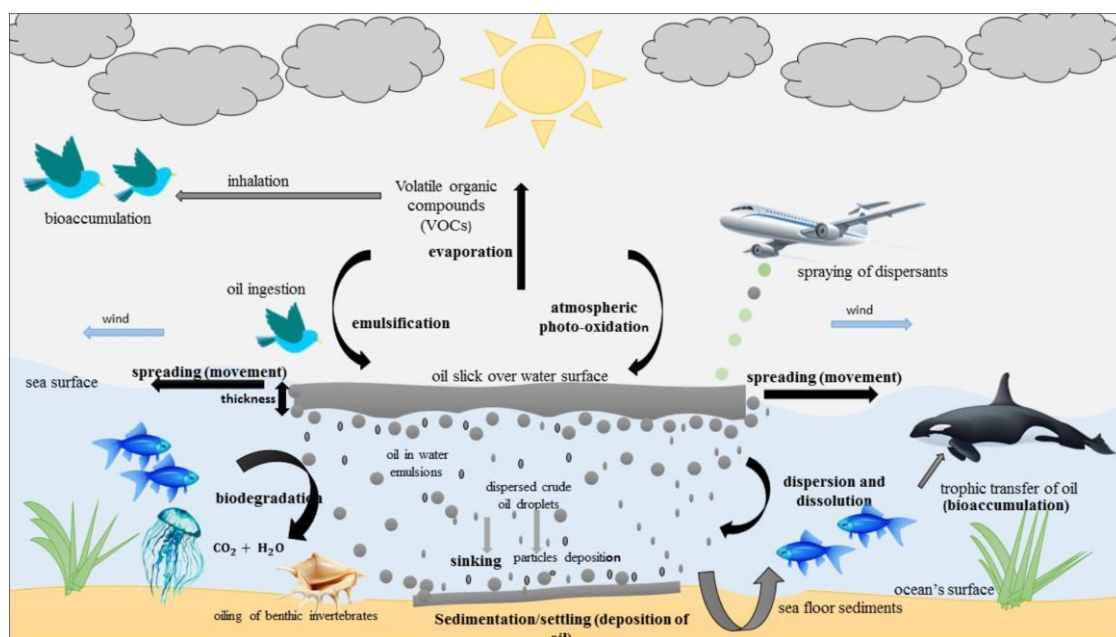 inhalation
bioaccumulation
Volatile organic
compounds
(VOCs)
evaporation
spraying of dispersants
oil ingestion
emulsification
atmospheric
photo-oxidation
wind
wind
sea surface
spreading (movement)
thickness
oil slick over water surface
spreading (movement)
oil in water
emulsions
dispersed crude
oil droplets
biodegradation
dispersion and
dissolution
trophic transfer of oil
(bioaccumulation)
CO₂ + H₂O
sinking
particles deposition
oiling of benthic invertebrates
Sedimentation/settling (deposition of
oil)
sea floor sediments
ocean's surface